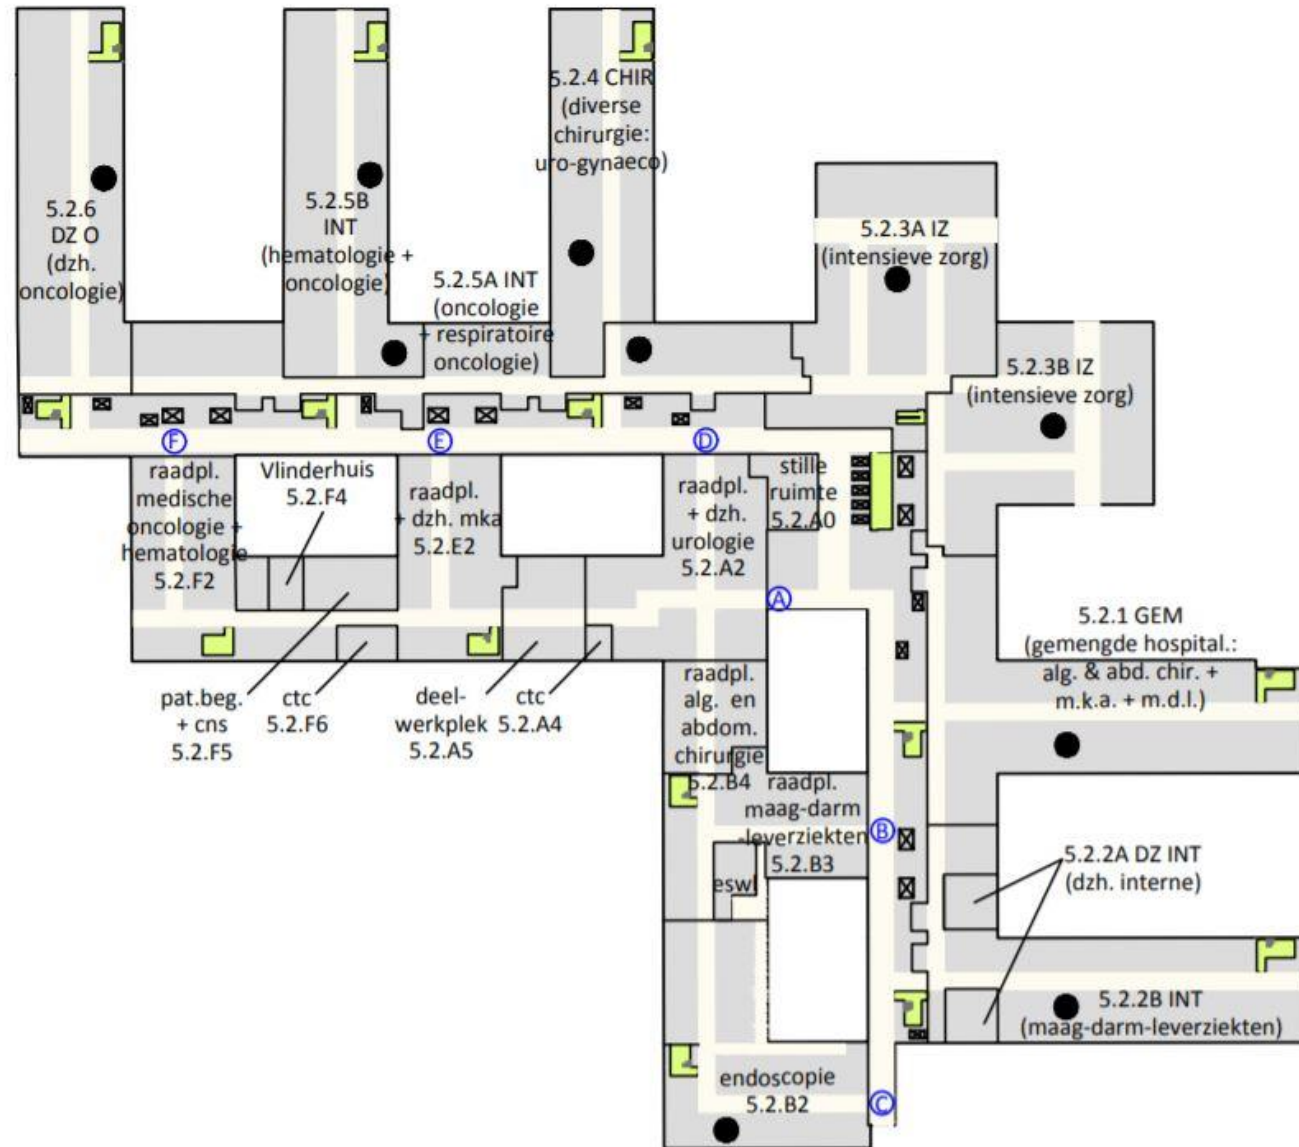 5.2.4 CHIR
(diverse
chirurgie:
uro-gynaeco)
5.2.6
DZ O
(dzh.
oncologie)
5.2.5B
INT
(hematologie +
oncologie)
5.2.5A INT
(oncologie
+ respiratoire
oncologie)
5.2.3A IZ
(intensieve zorg)
5.2.3B IZ
(intensieve zorg)
F
E
D
raadpl.
medische
oncologie +
hematologie
5.2.F2
Vlinderhuis
5.2.F4
raadpl.
+ dzh. mka
5.2.E2
raadpl.
+ dzh.
urologie
5.2.A2
stille
ruimte
5.2.A0
A
5.2.1 GEM
(gemengde hospital.:
alg. & abd. chir. +
m.k.a. + m.d.l.)
pat.beg.
+ cns
5.2.F5
ctc
5.2.F6
deel-
werkplek
5.2.A5
ctc
5.2.A4
raadpl.
alg. en
abdom.
chirurgie
5.2.B4
raadpl.
maag-darm
-leverziekten
5.2.B3
B
eswl
5.2.2A DZ INT
(dzh. interne)
5.2.2B INT
(maag-darm-leverziekten)
endoscopie
5.2.B2
C